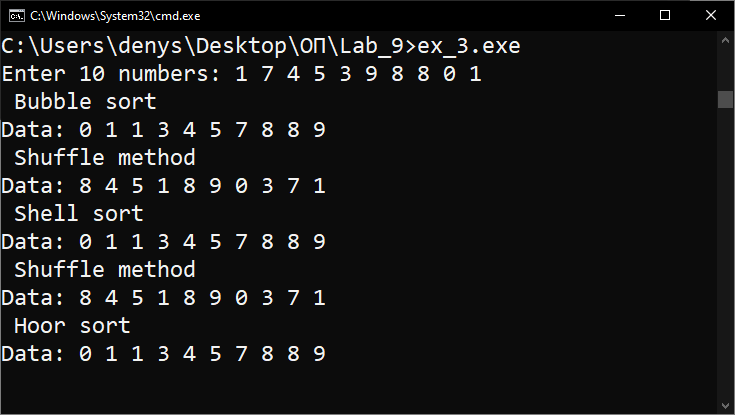 C:\Windows\System32\cmd.exe
C:\Users\denys\Desktop\ОП\Lab_9>ex_3.exe
Enter 10 numbers: 1 7 4 5 3 9 8 8 0 1
Bubble sort
Data: 0 1 1 3 4 5 7 8 8 9
Shuffle method
Data: 8 4 5 1 8 9 0 3 7 1
Shell sort
Data: 0 1 1 3 4 5 7 8 8 9
Shuffle method
Data: 8 4 5 1 8 9 0 3 7 1
Hoor sort
Data: 0 1 1 3 4 5 7 8 8 9